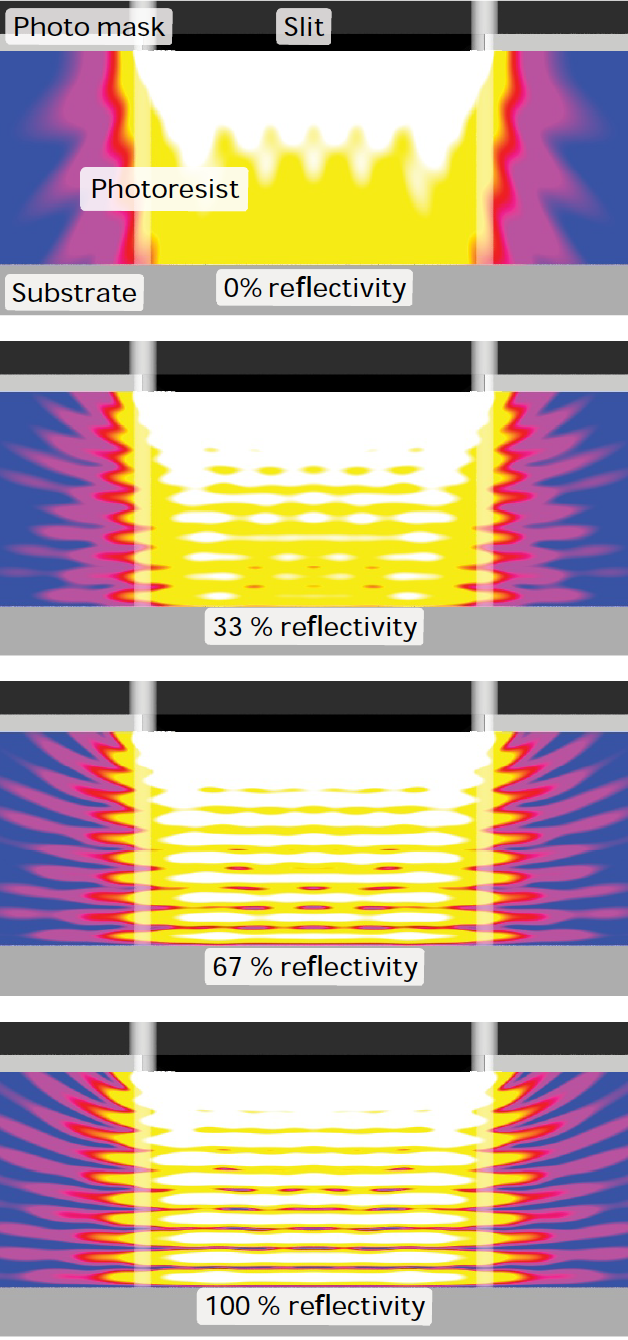 Photo mask
Slit
Photoresist
Substrate
0% reflectivity
33 % reflectivity
67 % reflectivity
100 % reflectivity